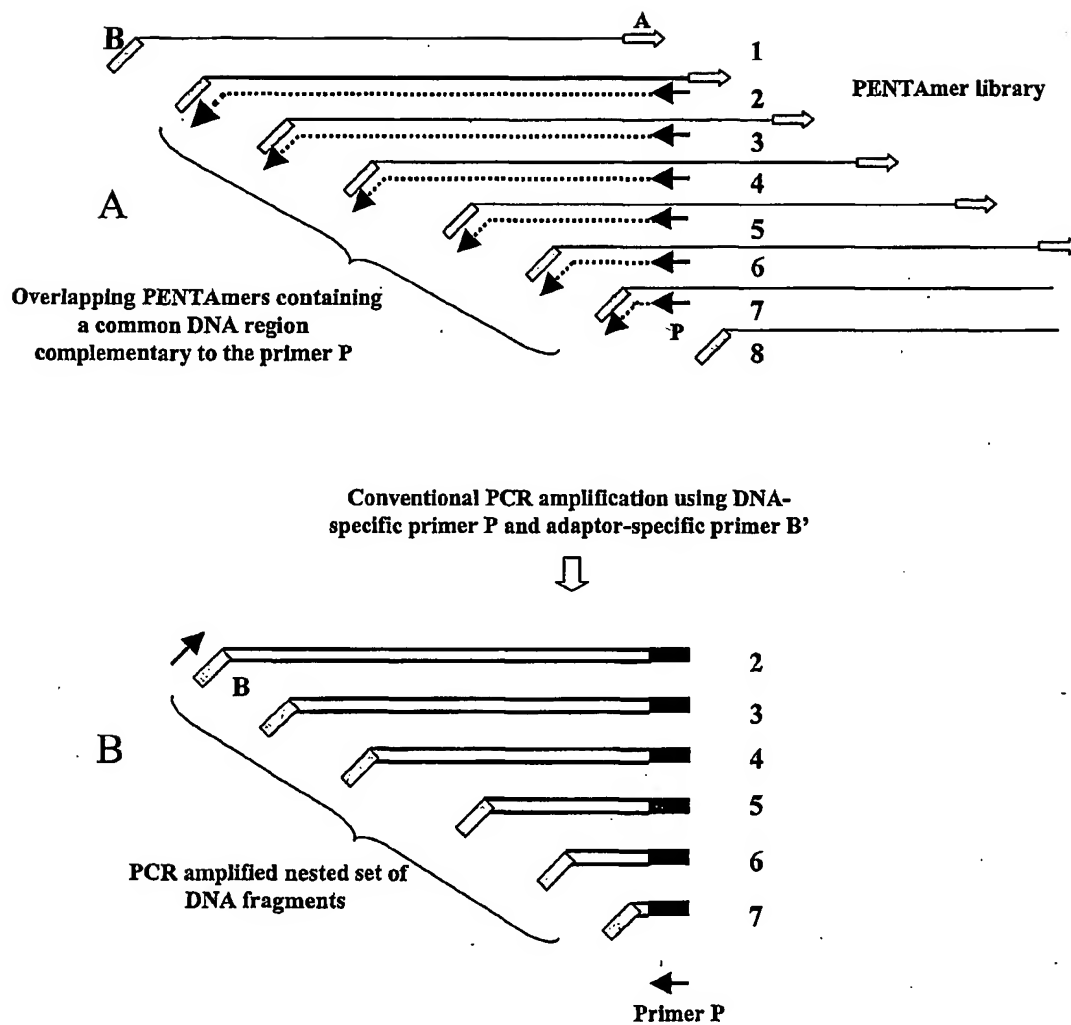 A
B
1
2
PENTAmer library
3
4
A
5
6
Overlapping PENTAmers containing
a common DNA region
complementary to the primer P
7
P
8
Conventional PCR amplification using DNA-
specific primer P and adaptor-specific primer B’
2
B
3
B
4
5
PCR amplified nested set of
DNA fragments
6
7
Primer P